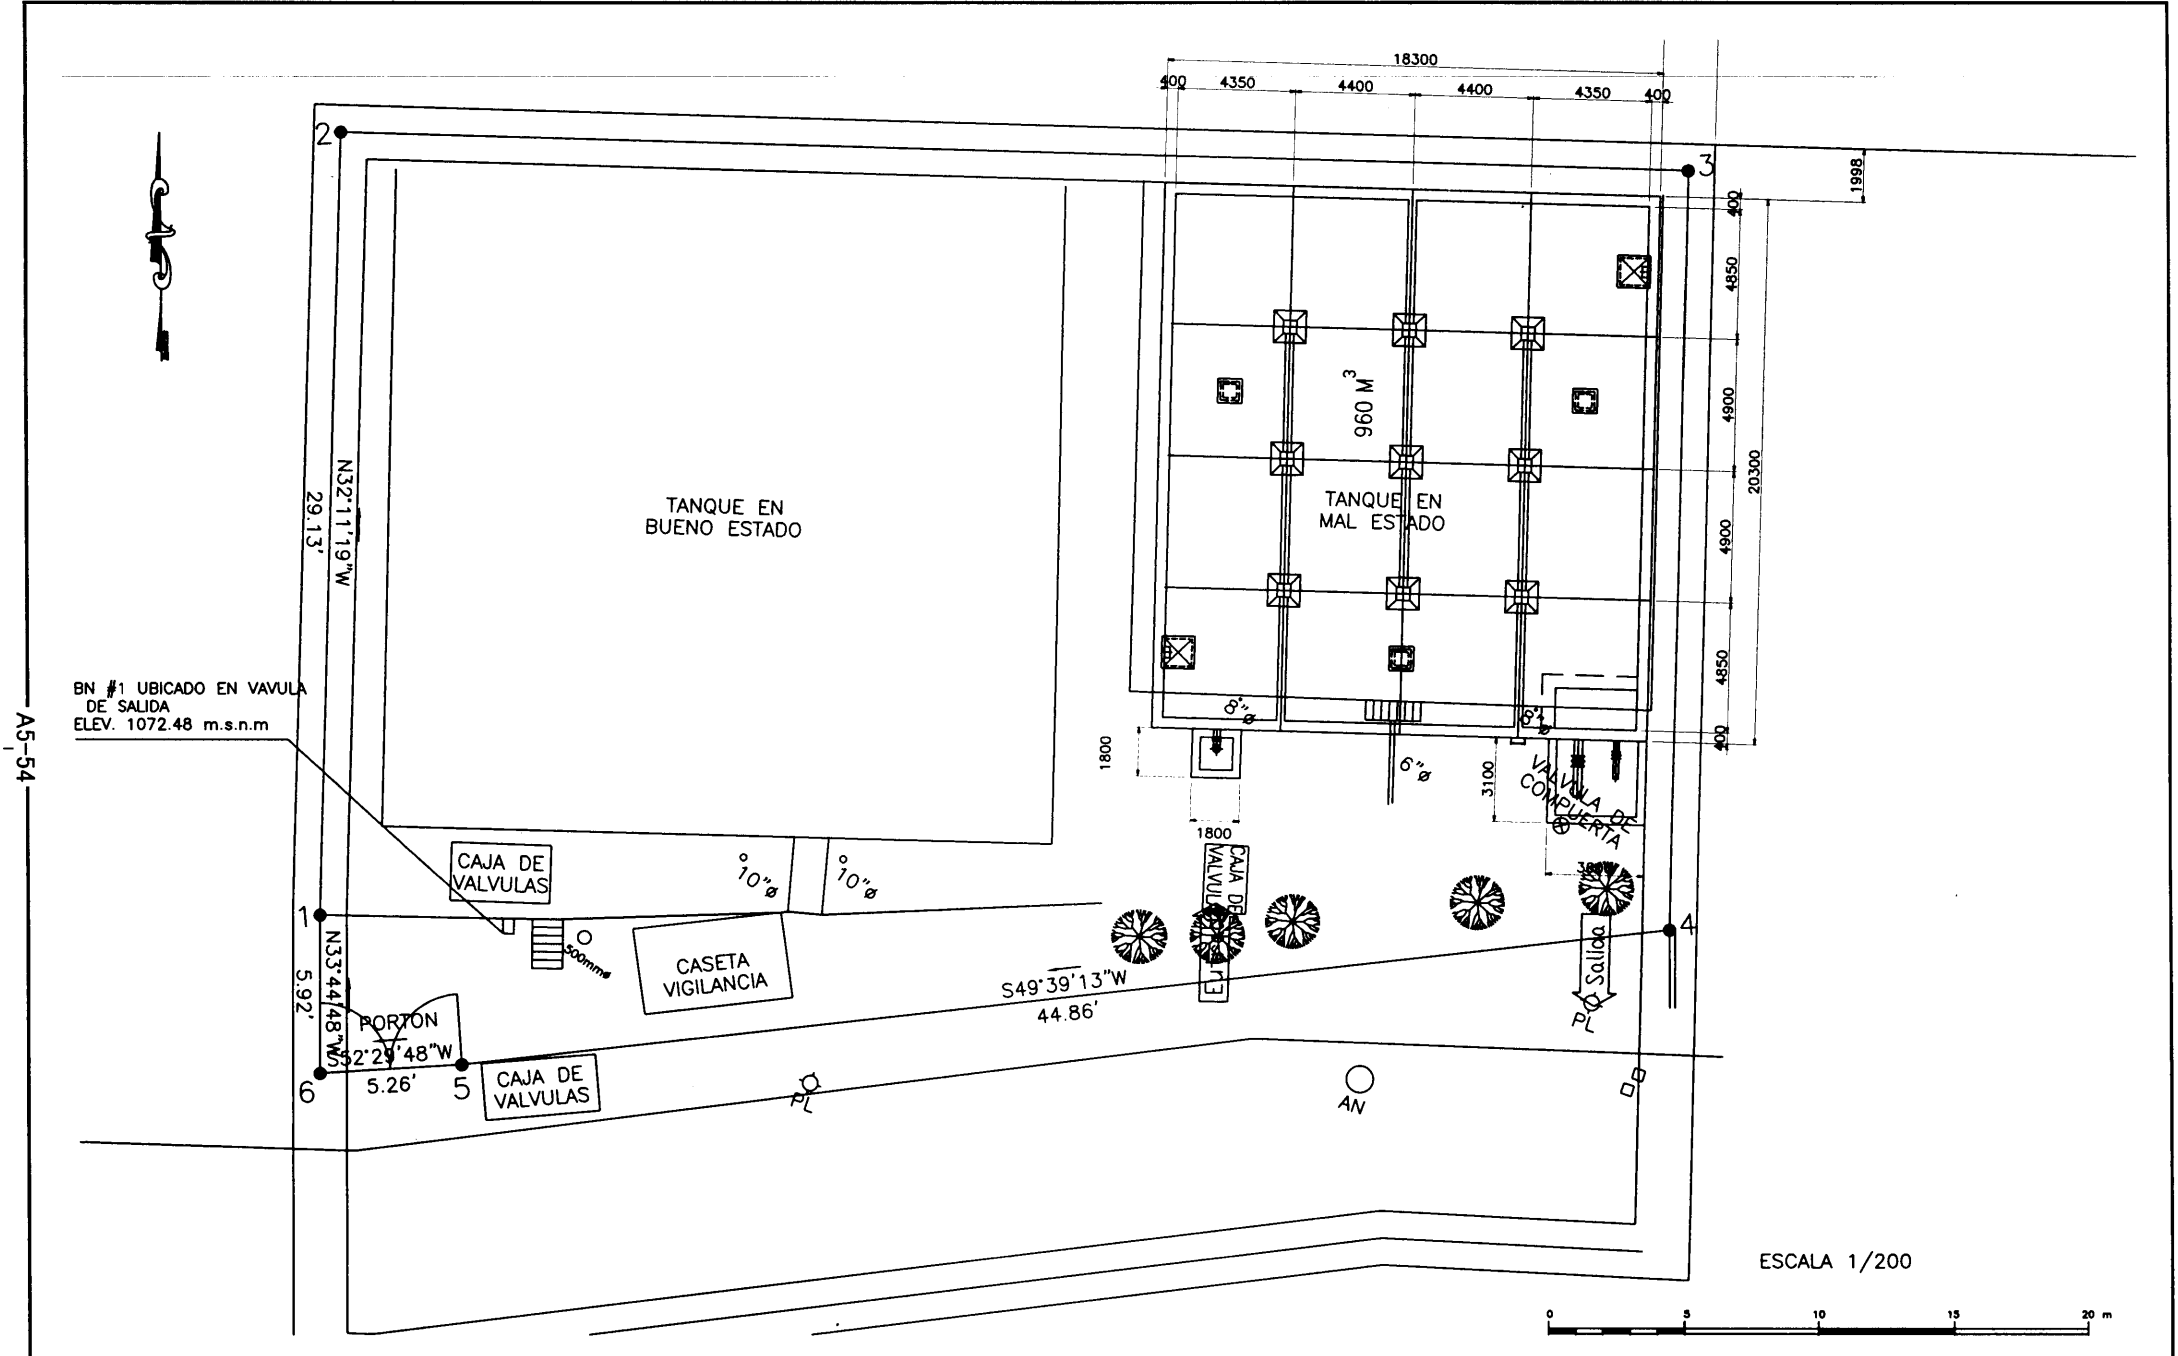 18300
400 4350 4400 4400 4350 400
2
3
1998
400
4850
4900
4900
20300
4850
400
960 M³
TANQUE EN
BUENO ESTADO
TANQUE EN
MAL ESTADO
N32°11'19"W
29.13'
BN #1 UBICADO EN VAVULA
DE SALIDA
ELEV. 1072.48 m.s.n.m
A5-54
8"ø
8"ø
1800
1800
6"ø
3100
VALVULA DE
COMPUERTA
CAJA DE
VALVULAS
10"ø
10"ø
CAJA DE
1
500mmø
CASETA
VIGILANCIA
4
Salida
PL
N33°44'48"W
5.92'
S49°39'13"W
44.86'
PORTON
S52°29'48"W
5.26'
6
5
CAJA DE
VALVULAS
PL
AN
ESCALA 1/200
0 5 10 15 20 m